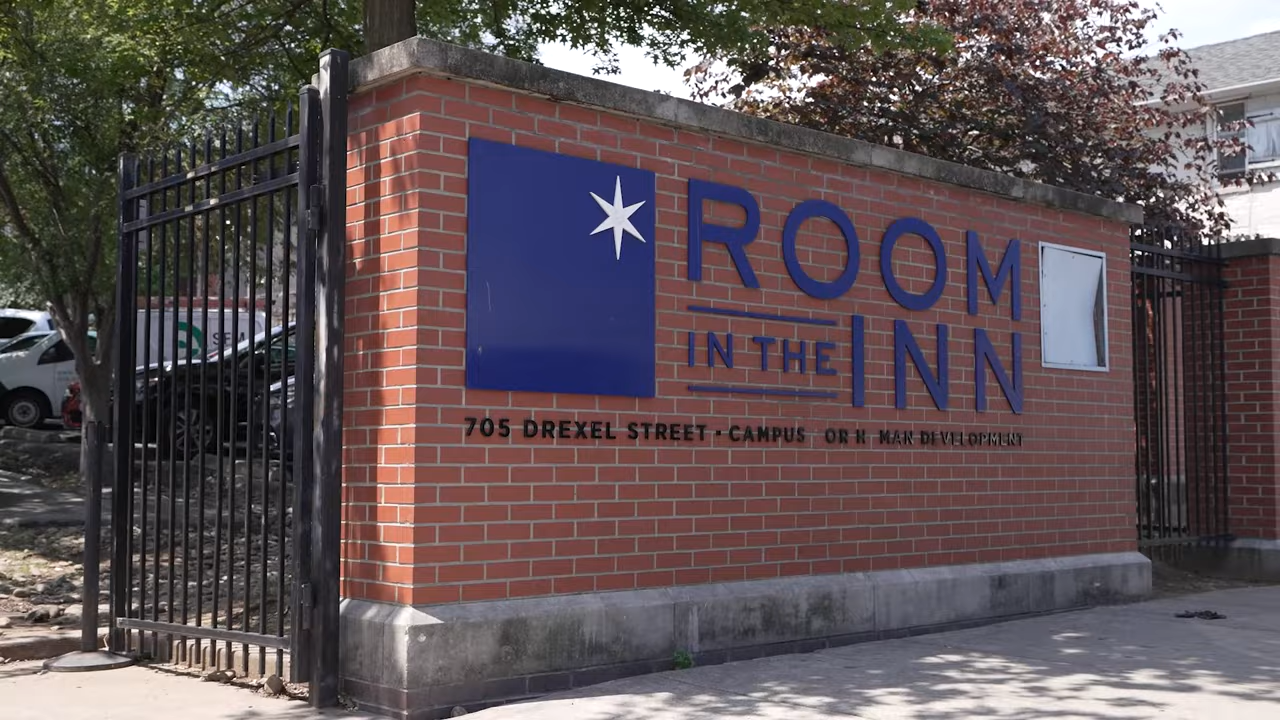 ROOM
IN THE INN
705 DREXEL STREET • CAMPUS OR H MAN DEVELOPMENT